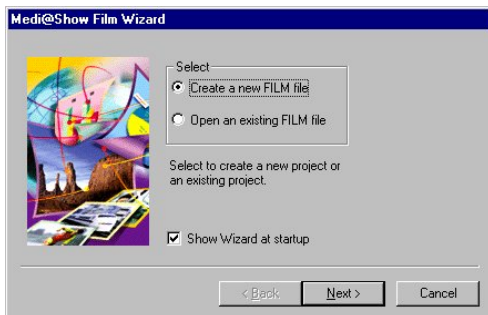 Medi@Show Film Wizard
Select
Create a new FILM file
Open an existing FILM file
Select to create a new project or
an existing project.
Show Wizard at startup
< Back
Next >
Cancel